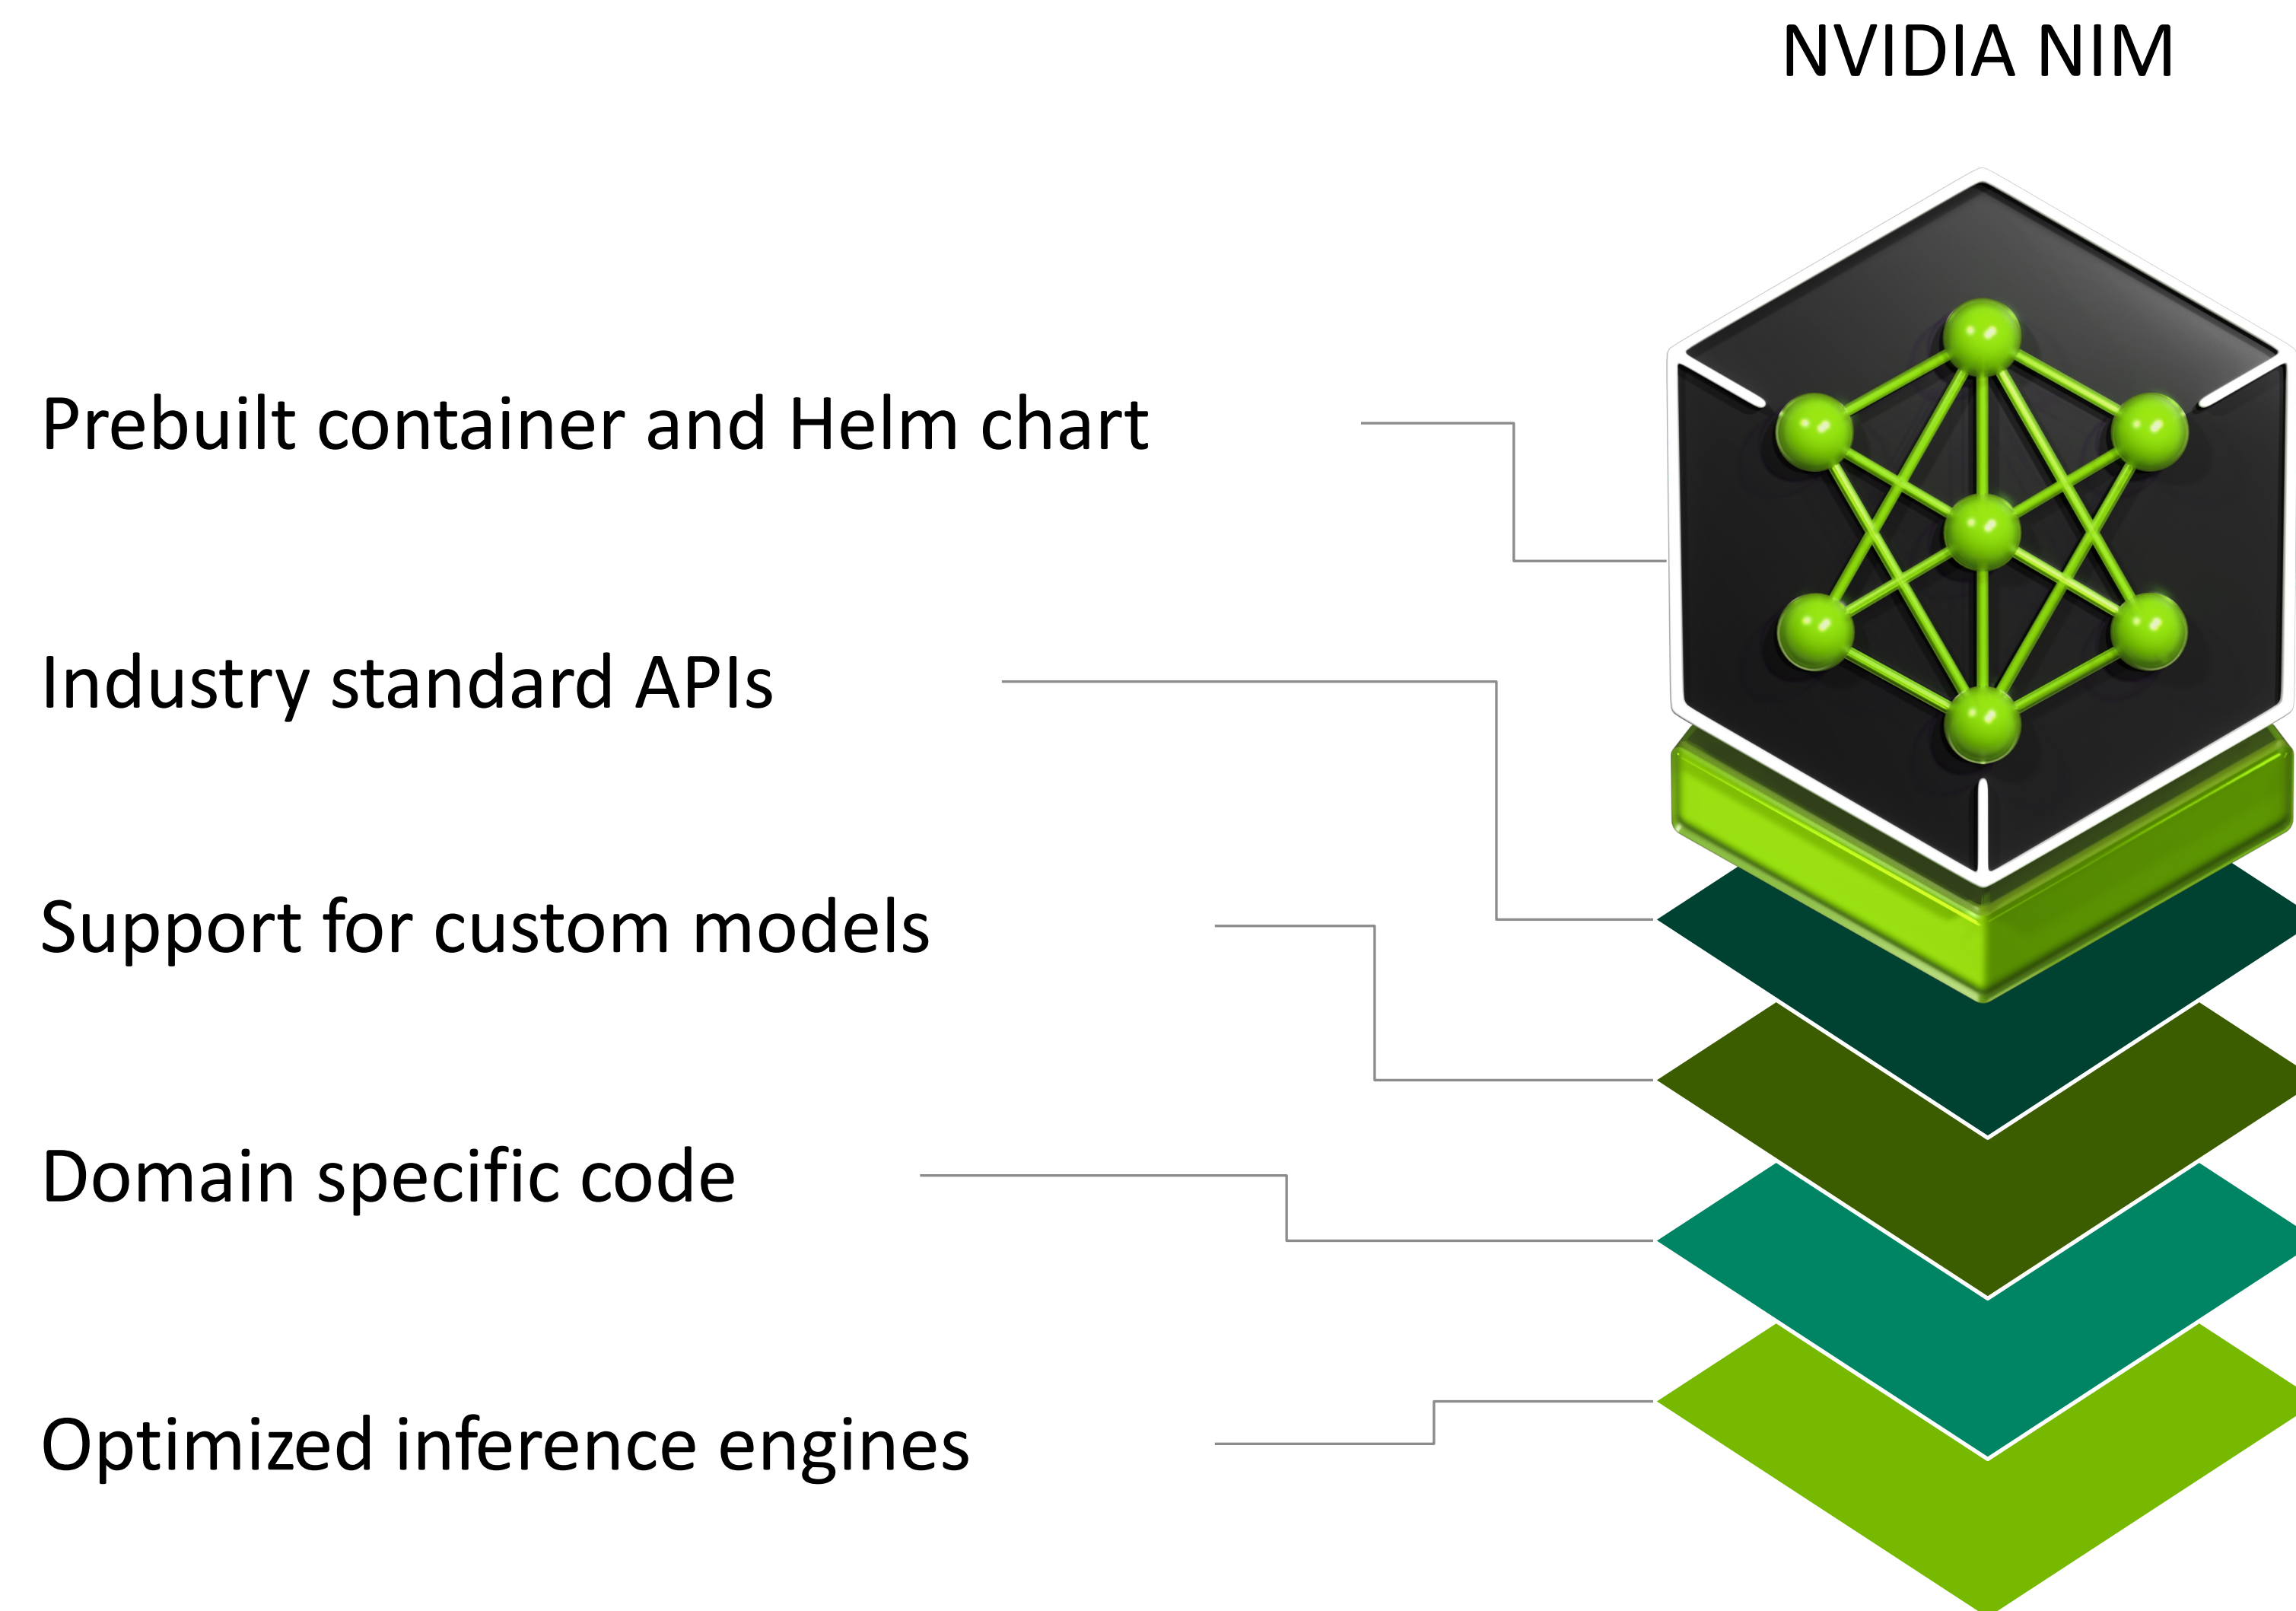 NVIDIA NIM
Prebuilt container and Helm chart
Industry standard APIs
Support for custom models
Domain specific code
Optimized inference engines